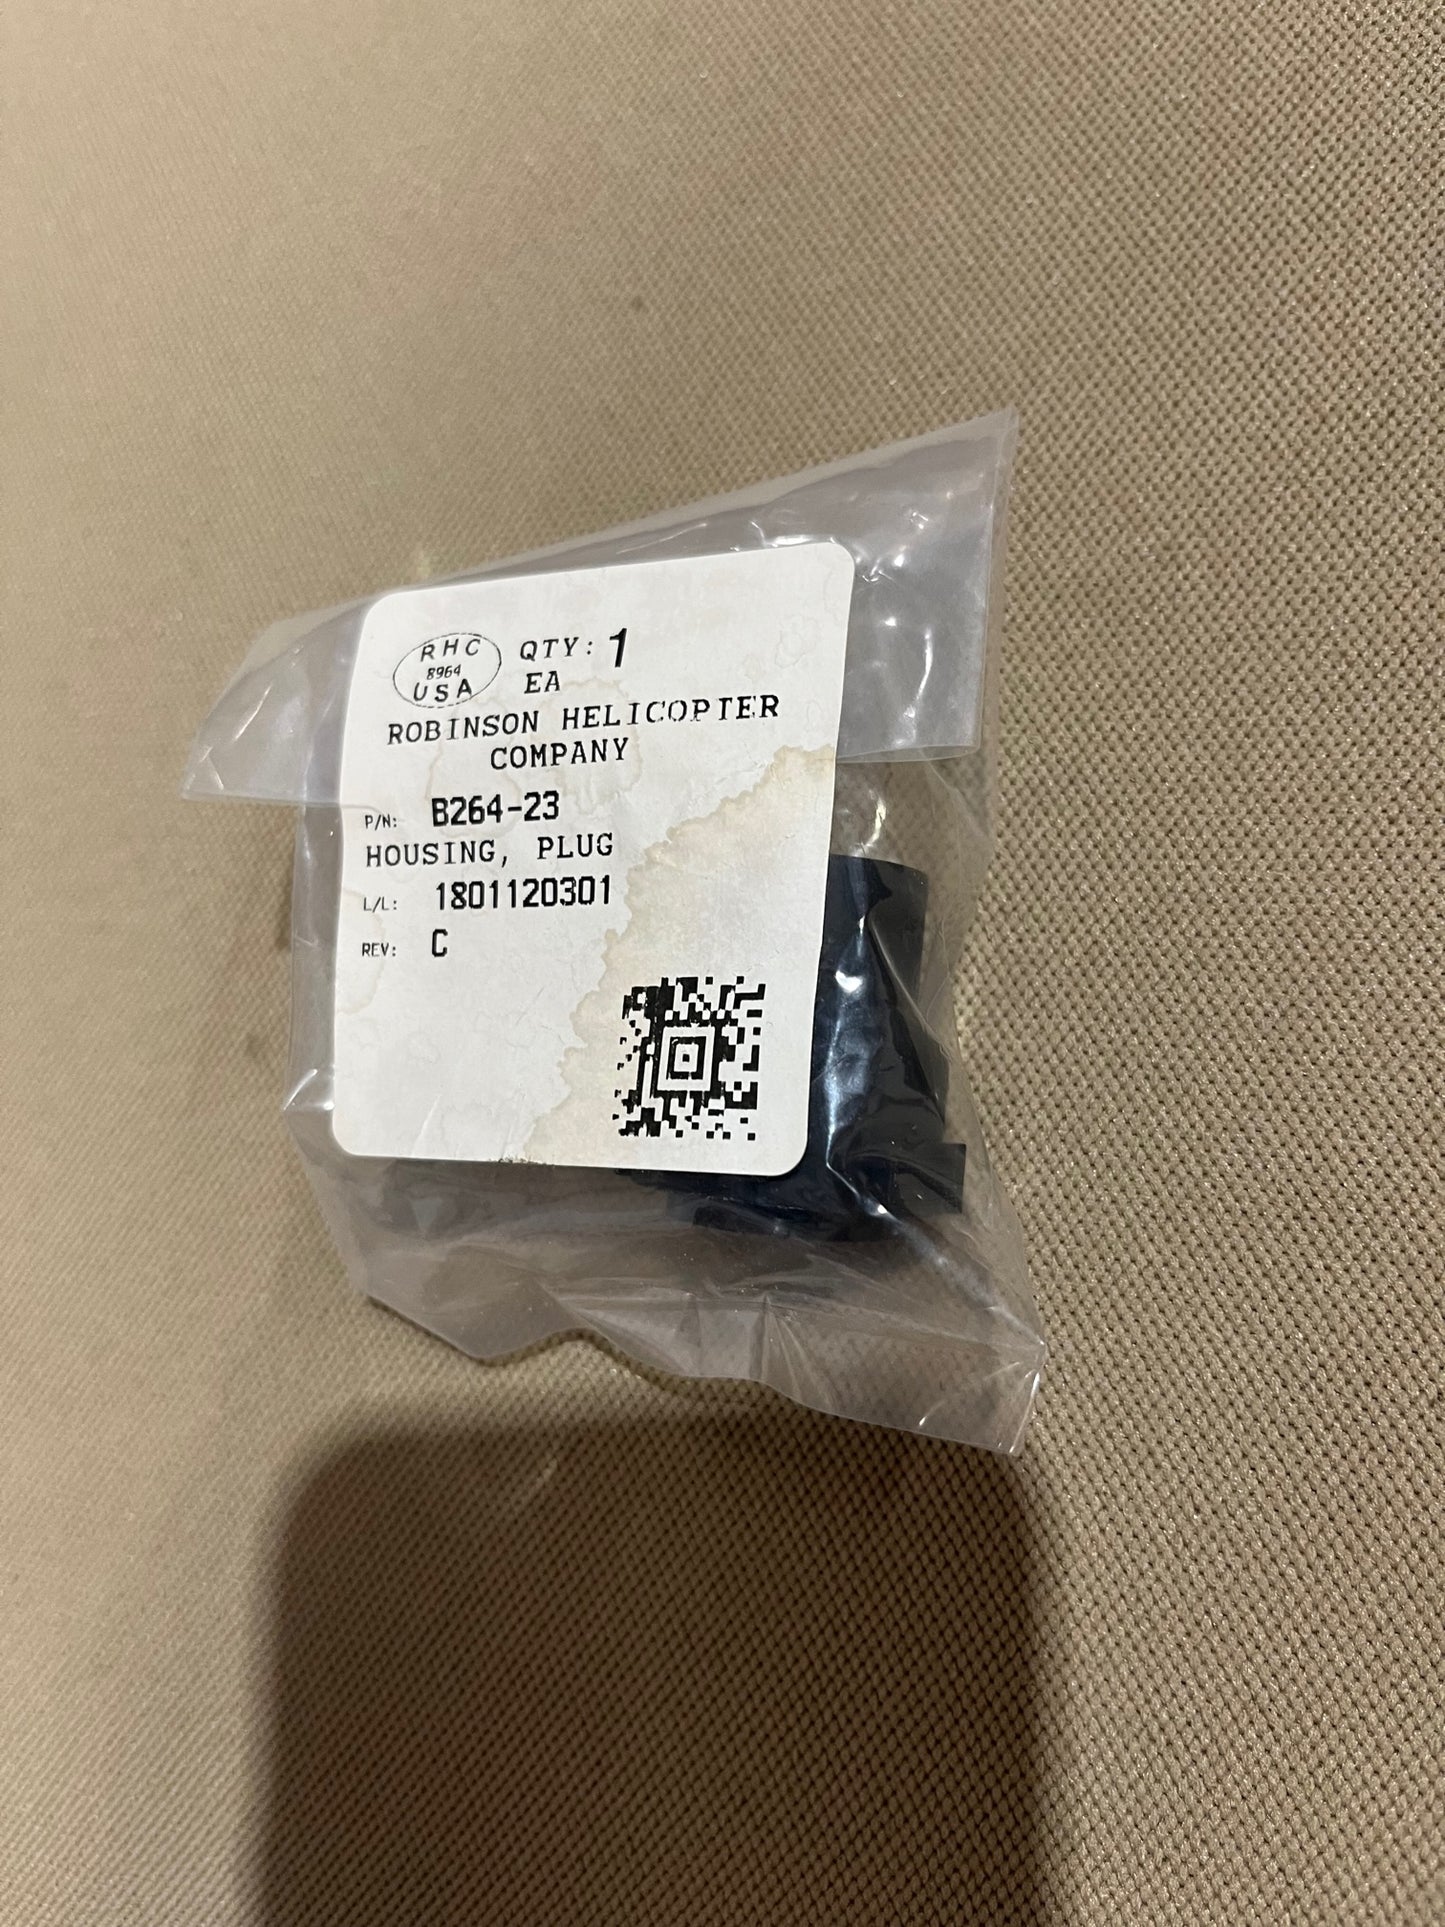 RHC
8964
USA
QTY: 1
EA
ROBINSON HELICOPTER
COMPANY
P/N: B264-23
HOUSING, PLUG
L/L: 1801120301
REV: C